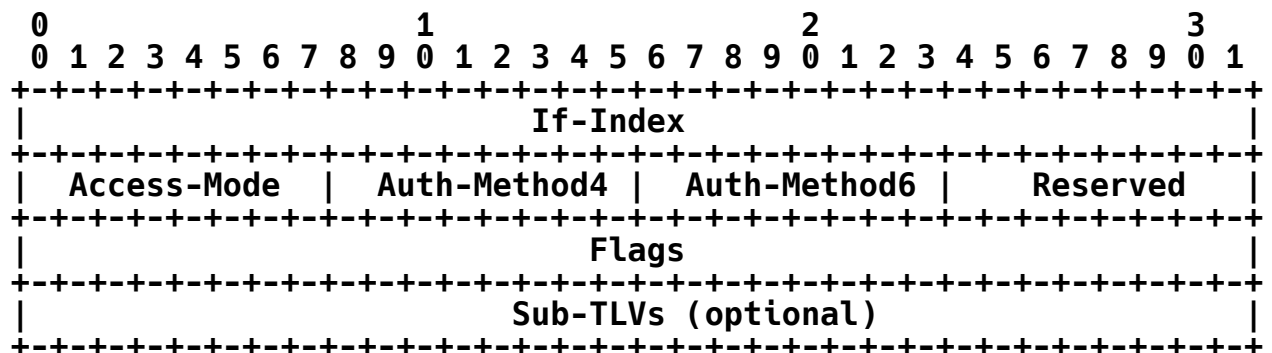 0                   1                   2                   3
 0 1 2 3 4 5 6 7 8 9 0 1 2 3 4 5 6 7 8 9 0 1 2 3 4 5 6 7 8 9 0 1
+-+-+-+-+-+-+-+-+-+-+-+-+-+-+-+-+-+-+-+-+-+-+-+-+-+-+-+-+-+-+-+-+
|                          If-Index                             |
+-+-+-+-+-+-+-+-+-+-+-+-+-+-+-+-+-+-+-+-+-+-+-+-+-+-+-+-+-+-+-+-+
|  Access-Mode  |  Auth-Method4 |  Auth-Method6 |    Reserved   |
+-+-+-+-+-+-+-+-+-+-+-+-+-+-+-+-+-+-+-+-+-+-+-+-+-+-+-+-+-+-+-+-+
|                             Flags                             |
+-+-+-+-+-+-+-+-+-+-+-+-+-+-+-+-+-+-+-+-+-+-+-+-+-+-+-+-+-+-+-+-+
|                         Sub-TLVs (optional)                   |
+-+-+-+-+-+-+-+-+-+-+-+-+-+-+-+-+-+-+-+-+-+-+-+-+-+-+-+-+-+-+-+-+